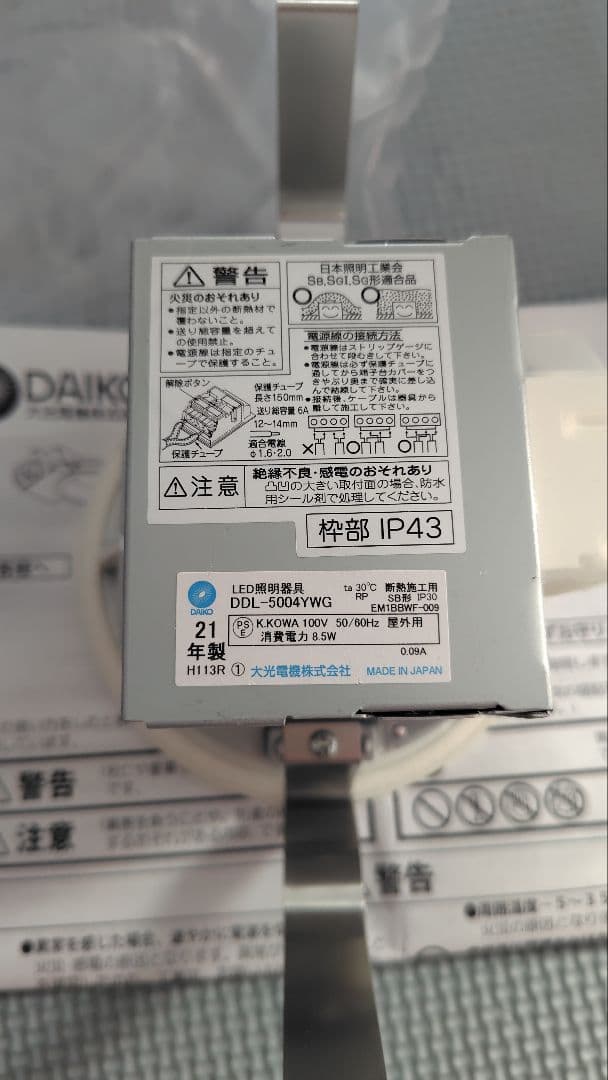 警告
火災のおそれあり
●指定以外の断熱材で
覆わないこと。
●送り総容量を超えて
の使用禁止。
●電源線は指定のチュ
ーブで保護すること。
日本照明工業会
SB,SGI,SG形適合品
電源線の接続方法
●電源線はストリップゲージに
合わせて段むきして下さい。
●電源線は必ず保護チューブに
通してから端子台カバーをつ
きやぶり奥まで確実に差し込
んで結線して下さい。
●接続後、ケーブルは器具から
離して施工して下さい。
解除ボタン
保護チューブ
長さ150mm
送り総容量 6A
12〜14mm
適合電線
φ1.6・2.0
保護チューブ
注意
絶縁不良・感電のおそれあり
凸凹の大きい取付面の場合、防水
用シール剤で処理してください。
枠部 IP43
DAIKO
LED照明器具
DDL-5004YWG
ta 30℃ 断熱施工用
RP SB形 IP30
EM1BBWF-009
21
年製
PS
E
K.KOWA 100V 50/60Hz 屋外用
消費電力 8.5W
0.09A
H113R ① 大光電機株式会社 MADE IN JAPAN
DAIKO
警告
注意
警告